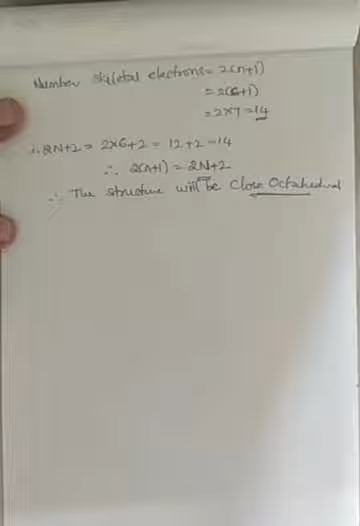 Number skeletal electrons = 2(n+1)
= 2(6+1)
= 2×7 = 14
∴ 2N+2 = 2×6+2 = 12+2 = 14
∴ 2(n+1) = 2N+2
∴ The structure will be Closo Octahedral